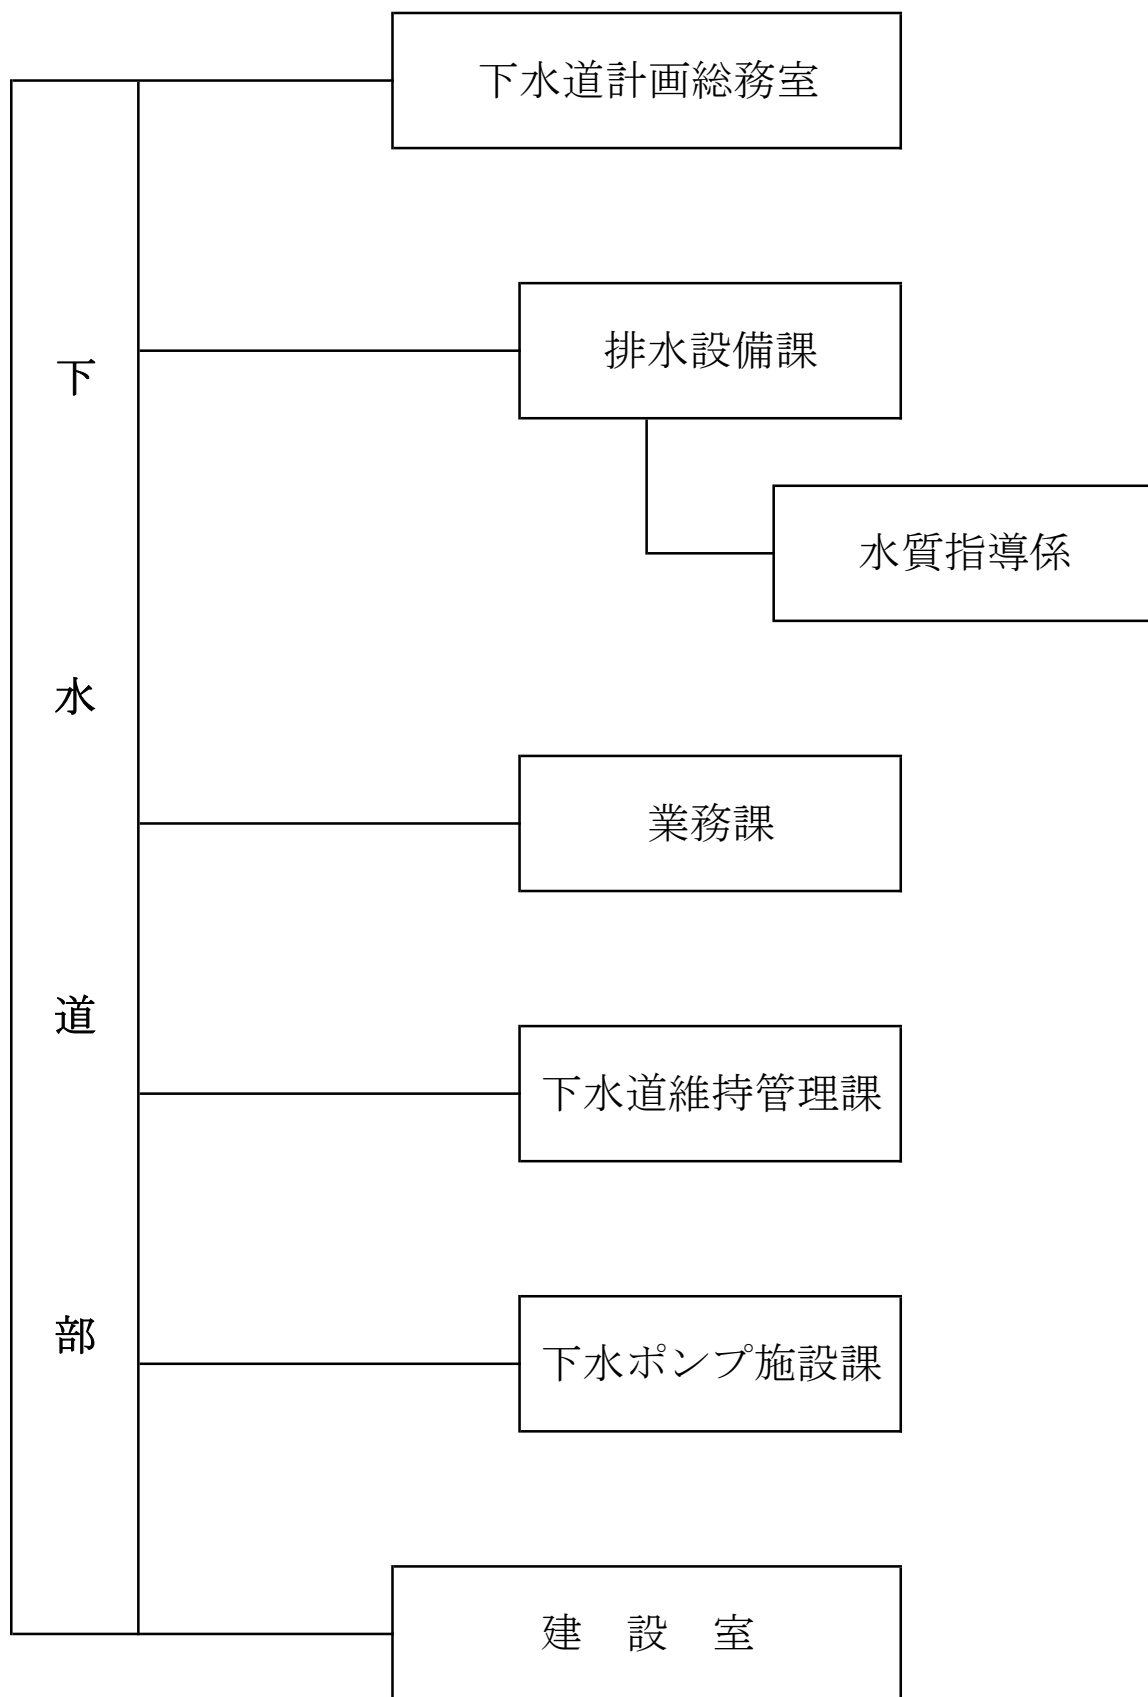 下水道部
下水道計画総務室
排水設備課
水質指導係
業務課
下水道維持管理課
下水ポンプ施設課
建　設　室